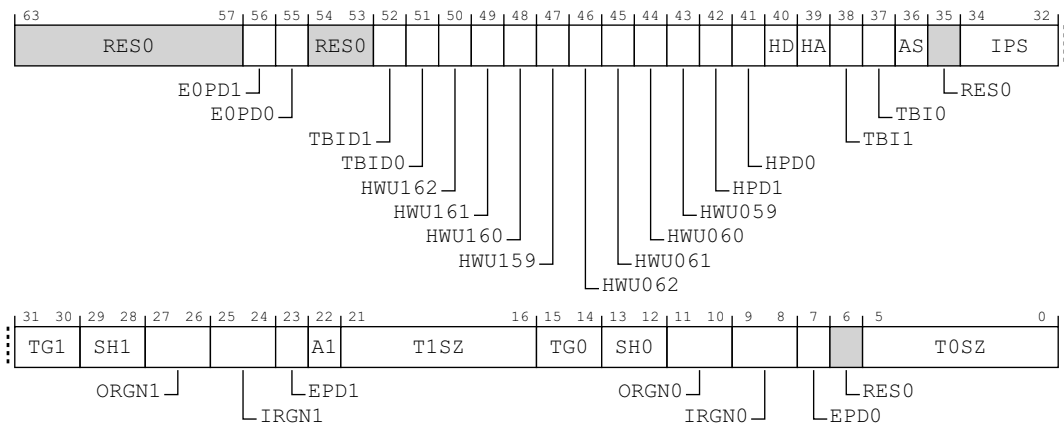 63 57 56 55 54 53 52 51 50 49 48 47 46 45 44 43 42 41 40 39 38 37 36 35 34 32
RES0 RES0 HD HA AS IPS
E0PD1 RES0
E0PD0 TBI0
TBID1 TBI1
TBID0 HPD0
HWU162 HPD1
HWU161 HWU059
HWU160 HWU060
HWU159 HWU061
HWU062
31 30 29 28 27 26 25 24 23 22 21 16 15 14 13 12 11 10 9 8 7 6 5 0
TG1 SH1 A1 T1SZ TG0 SH0 T0SZ
ORGN1 EPD1 ORGN0 RES0
IRGN1 IRGN0 EPD0